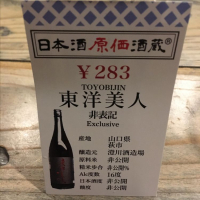 日本酒原価酒蔵®
¥283
TOYOBIJIN
東洋美人
非表記
Exclusive
産地 山口県
萩市
醸造元 澄川酒造場
原料米 非公開
精米歩合 非公開%
Alc度数 16度
日本酒度 非公開
酸度 非公開